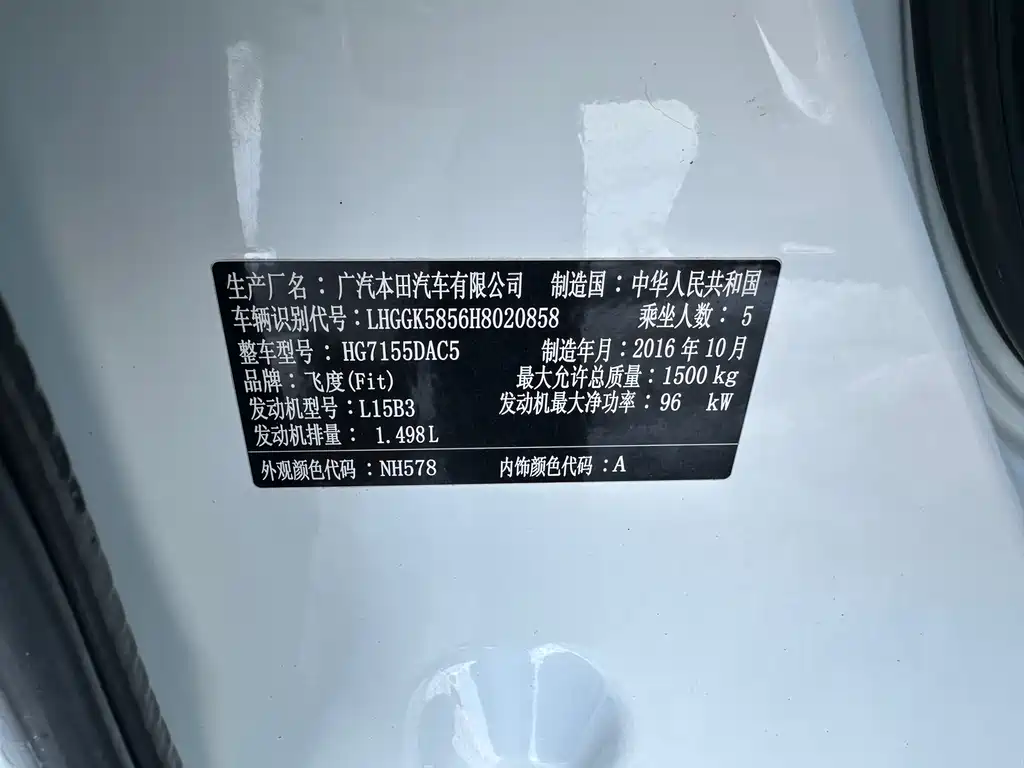 生产厂名：广汽本田汽车有限公司 制造国：中华人民共和国
车辆识别代号：LHGGK5856H8020858 乘坐人数：5
整车型号：HG7155DAC5 制造年月：2016年10月
品牌：飞度(Fit) 最大允许总质量：1500 kg
发动机型号：L15B3 发动机最大净功率：96 kW
发动机排量：1.498L
外观颜色代码：NH578 内饰颜色代码：A